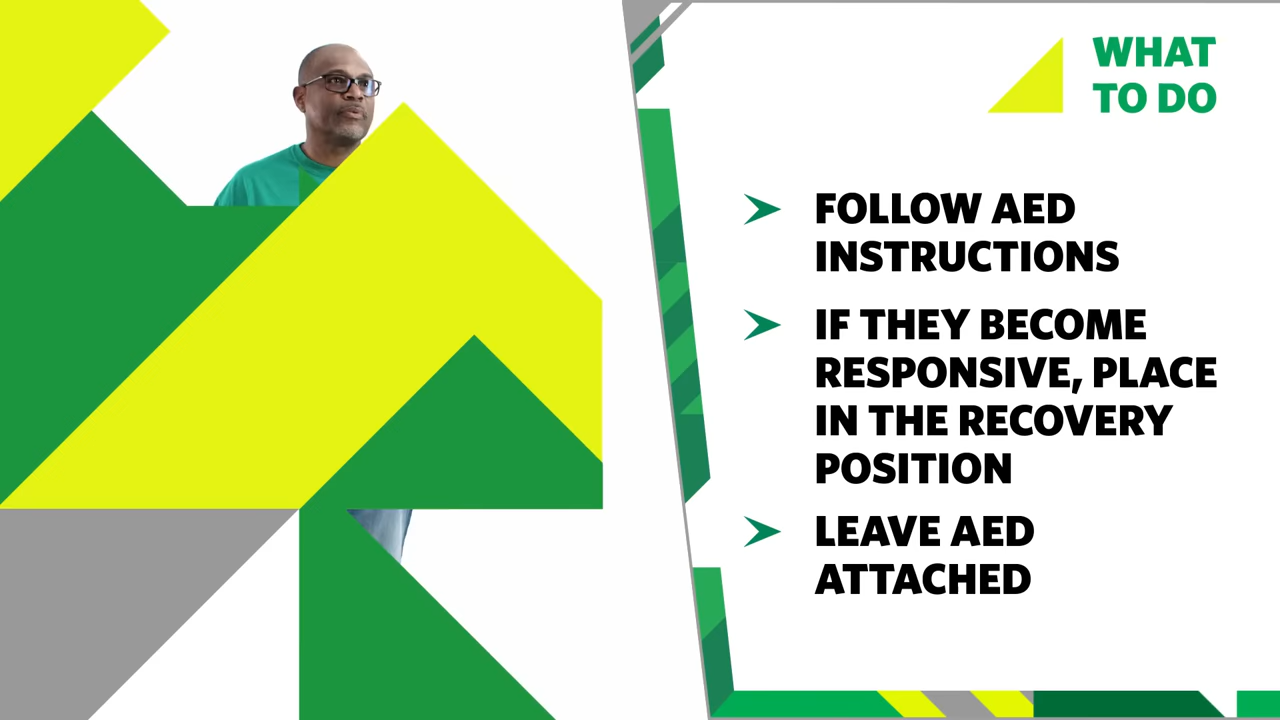 WHAT
TO DO
FOLLOW AED
INSTRUCTIONS
IF THEY BECOME
RESPONSIVE, PLACE
IN THE RECOVERY
POSITION
LEAVE AED
ATTACHED